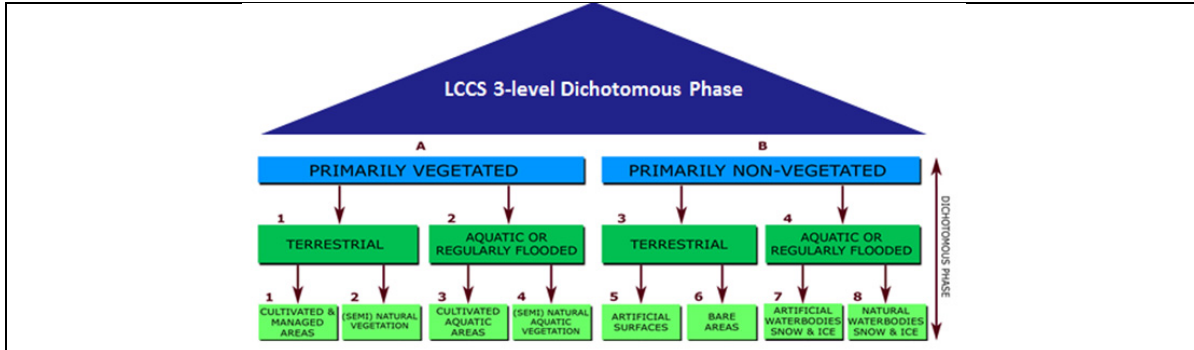 LCCS 3-level Dichotomous Phase
A
B
PRIMARILY VEGETATED
PRIMARILY NON-VEGETATED
DICHOTOMOUS PHASE
1
2
3
4
TERRESTRIAL
AQUATIC OR
REGULARLY FLOODED
TERRESTRIAL
AQUATIC OR
REGULARLY FLOODED
1
CULTIVATED &
MANAGED
AREAS
2
(SEMI) NATURAL
VEGETATION
3
CULTIVATED
AQUATIC
AREAS
4
(SEMI) NATURAL
AQUATIC
VEGETATION
5
ARTIFICIAL
SURFACES
6
BARE
AREAS
7
ARTIFICIAL
WATERBODIES
SNOW & ICE
8
NATURAL
WATERBODIES
SNOW & ICE